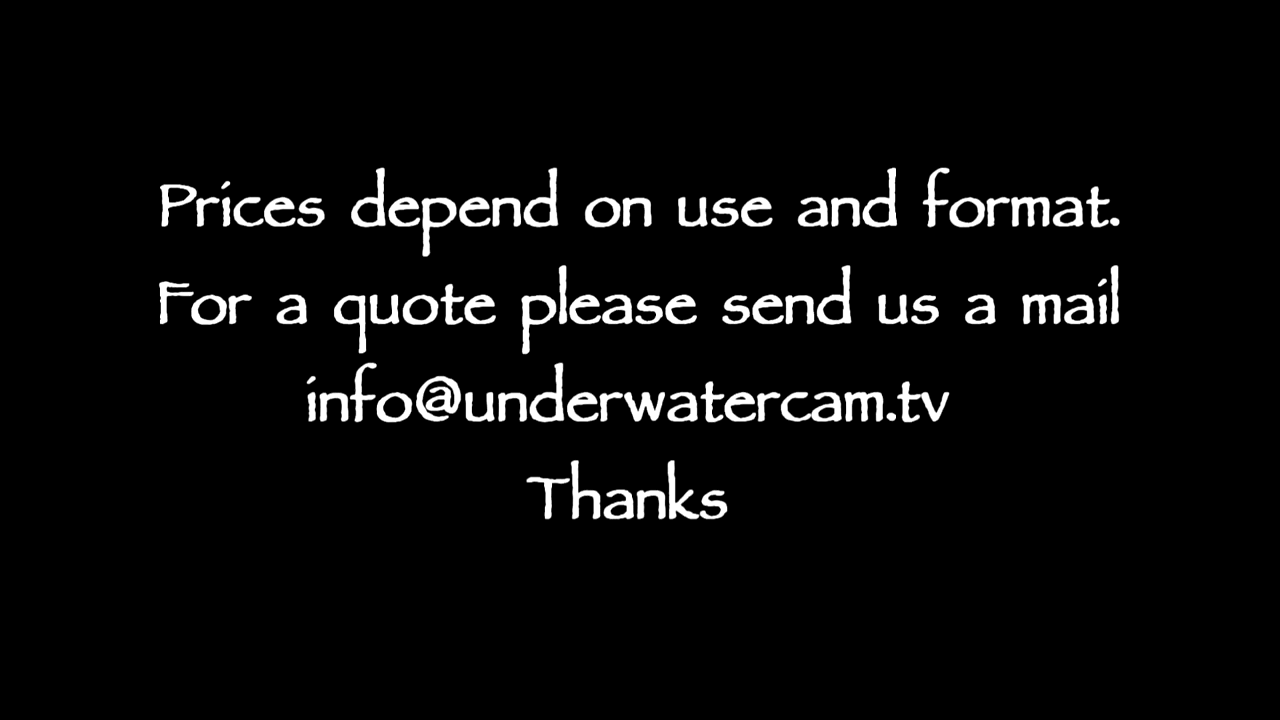 Prices depend on use and format.
For a quote please send us a mail
info@underwatercam.tv
Thanks